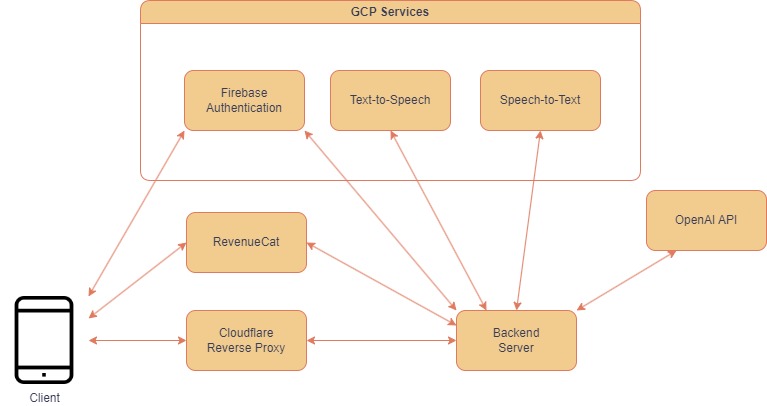 GCP Services
Firebase
Authentication
Text-to-Speech
Speech-to-Text
OpenAI API
RevenueCat
Cloudflare
Reverse Proxy
Backend
Server
Client